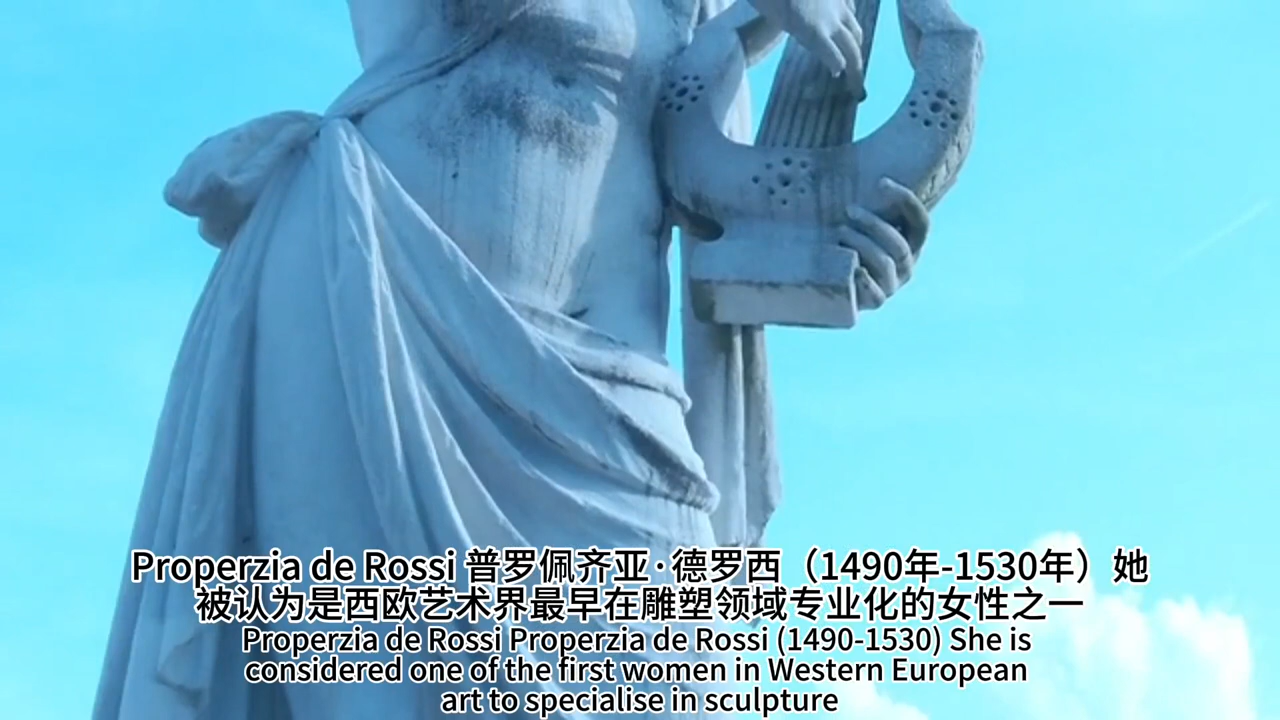 Properzia de Rossi 普罗佩齐亚·德罗西（1490年-1530年）她
被认为是西欧艺术界最早在雕塑领域专业化的女性之一
Properzia de Rossi Properzia de Rossi (1490-1530) She is
considered one of the first women in Western European
art to specialise in sculpture